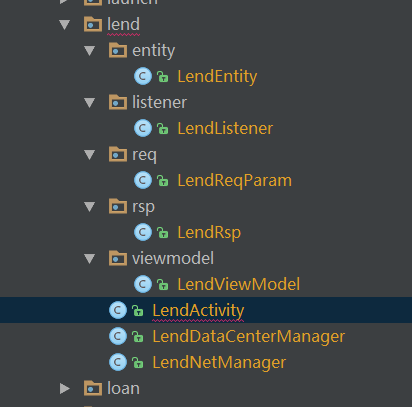 launch
lend
entity
LendEntity
listener
LendListener
req
LendReqParam
rsp
LendRsp
viewmodel
LendViewModel
LendActivity
LendDataCenterManager
LendNetManager
loan